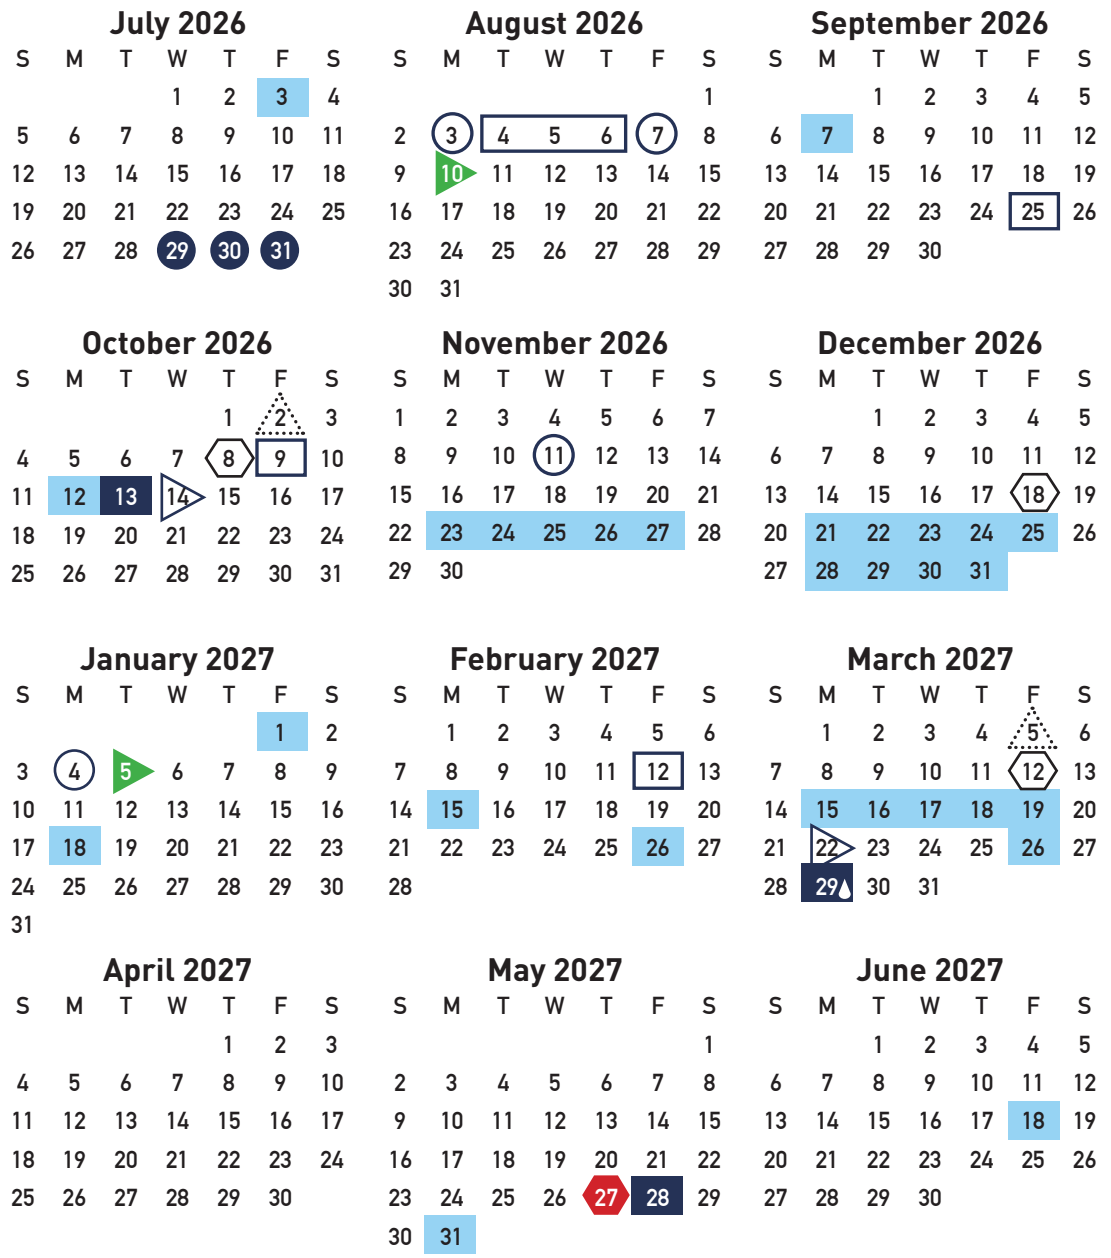 July 2026 August 2026 September 2026
S M T W T F S S M T W T F S S M T W T F S
1 2 3 4 1 1 2 3 4 5
5 6 7 8 9 10 11 2 3 4 5 6 7 8 6 7 8 9 10 11 12
12 13 14 15 16 17 18 9 10 11 12 13 14 15 13 14 15 16 17 18 19
19 20 21 22 23 24 25 16 17 18 19 20 21 22 20 21 22 23 24 25 26
26 27 28 29 30 31 23 24 25 26 27 28 29 27 28 29 30
30 31
October 2026 November 2026 December 2026
S M T W T F S S M T W T F S S M T W T F S
1 2 3 1 2 3 4 5 6 7 1 2 3 4 5
4 5 6 7 8 9 10 8 9 10 11 12 13 14 6 7 8 9 10 11 12
11 12 13 14 15 16 17 15 16 17 18 19 20 21 13 14 15 16 17 18 19
18 19 20 21 22 23 24 22 23 24 25 26 27 28 20 21 22 23 24 25 26
25 26 27 28 29 30 31 29 30 27 28 29 30 31
January 2027 February 2027 March 2027
S M T W T F S S M T W T F S S M T W T F S
1 2 1 2 3 4 5 6 1 2 3 4 5 6
3 4 5 6 7 8 9 7 8 9 10 11 12 13 7 8 9 10 11 12 13
10 11 12 13 14 15 16 14 15 16 17 18 19 20 14 15 16 17 18 19 20
17 18 19 20 21 22 23 21 22 23 24 25 26 27 21 22 23 24 25 26 27
24 25 26 27 28 29 30 28 28 29 30 31
31
April 2027 May 2027 June 2027
S M T W T F S S M T W T F S S M T W T F S
1 2 3 1 1 2 3 4 5
4 5 6 7 8 9 10 2 3 4 5 6 7 8 6 7 8 9 10 11 12
11 12 13 14 15 16 17 9 10 11 12 13 14 15 13 14 15 16 17 18 19
18 19 20 21 22 23 24 16 17 18 19 20 21 22 20 21 22 23 24 25 26
25 26 27 28 29 30 23 24 25 26 27 28 29 27 28 29 30
30 31